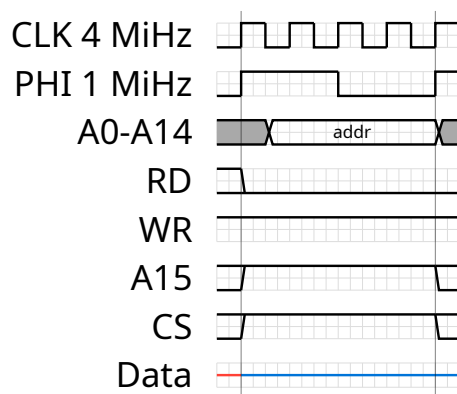 CLK 4 MiHz
PHI 1 MiHz
A0-A14
addr
RD
WR
A15
CS
Data